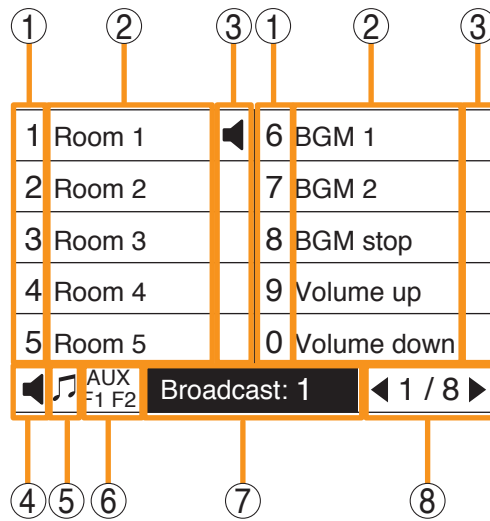 ① ② ③ ① ② ③
1 Room 1 6 BGM 1
2 Room 2 7 BGM 2
3 Room 3 8 BGM stop
4 Room 4 9 Volume up
5 Room 5 0 Volume down
AUX
F1 F2
Broadcast: 1
1 / 8
④ ⑤ ⑥ ⑦ ⑧